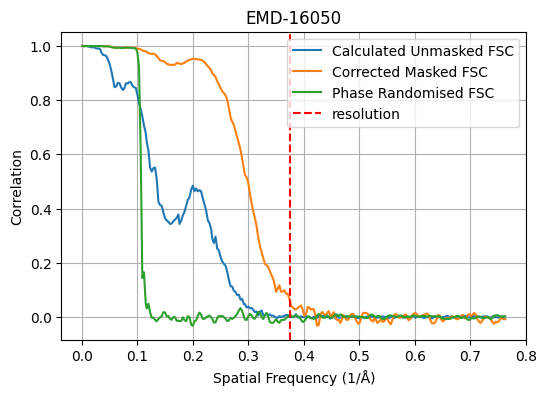 EMD-16050
Calculated Unmasked FSC
Corrected Masked FSC
Phase Randomised FSC
resolution
Correlation
1.0
0.8
0.6
0.4
0.2
0.0
0.0 0.1 0.2 0.3 0.4 0.5 0.6 0.7 0.8
Spatial Frequency (1/Å)